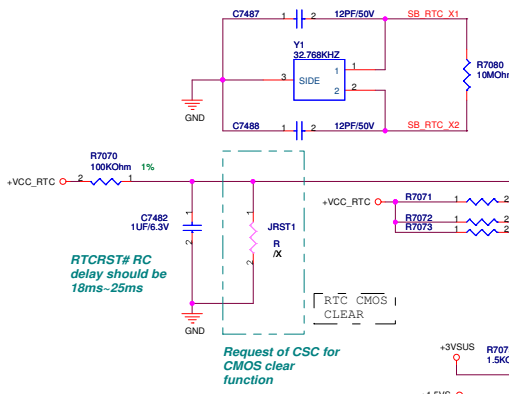 C7487 1 2 12PF/50V SB_RTC_X1
Y1
32.768KHZ
R7080
10MOh
3 SIDE 1 1
2 2
GND
C7488 1 2 12PF/50V SB_RTC_X2
R7070
100KOhm 1%
+VCC_RTC 2 1
+VCC_RTC R7071 1 2
R7072 1 2
R7073 1 2
C7482
1UF/6.3V
1
2
JRST1
R
/X
1
2
RTCRST# RC
delay should be
18ms~25ms
RTC CMOS
CLEAR
GND
Request of CSC for
CMOS clear
function
+3VSUS
R707
1.5K